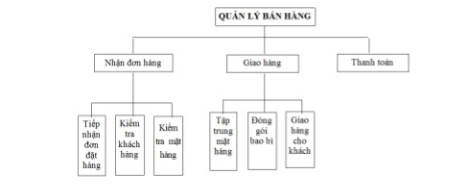 QUẢN LÝ BÁN HÀNG
Nhận đơn hàng
Giao hàng
Thanh toán
Tiếp
nhận
đơn
đặt
hàng
Kiểm
tra
khách
hàng
Kiểm
tra mặt
hàng
Tập
trung
mặt
hàng
Đóng
gói
bao bì
Giao
hàng
cho
khách